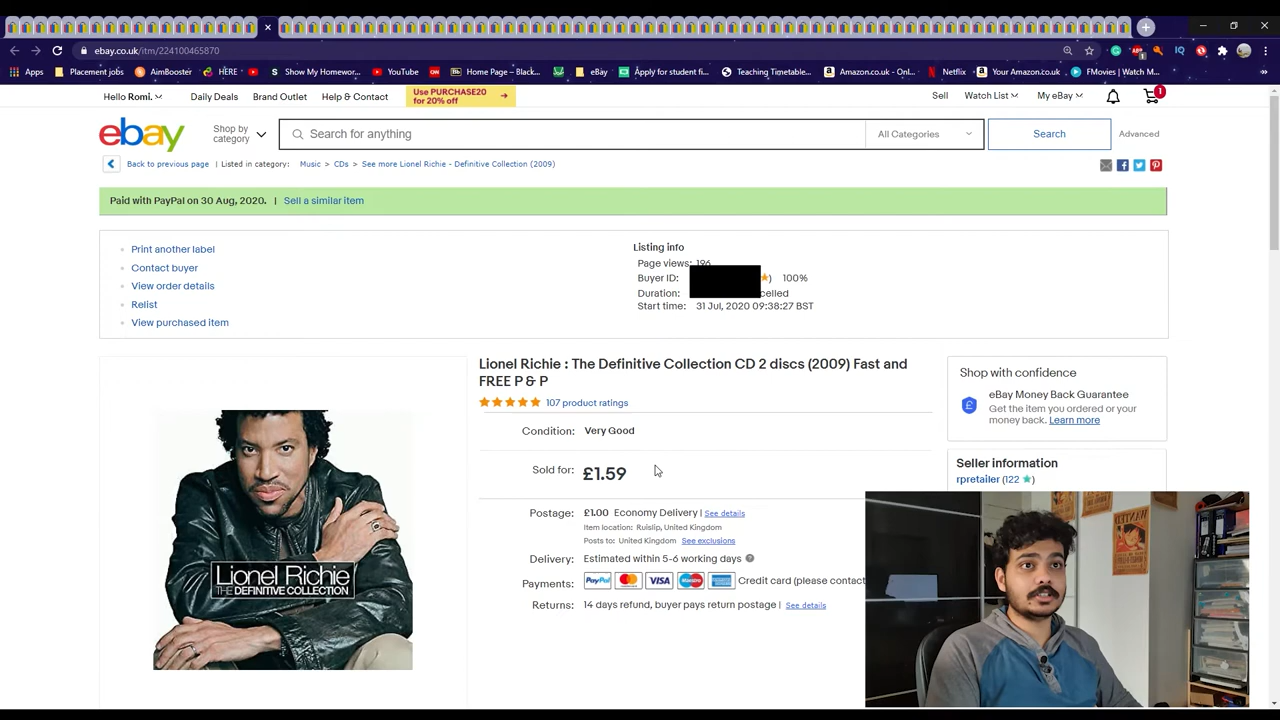 ebay.co.uk/itm/224100465870
Apps Placement jobs AimBooster HERE Show My Homewor... YouTube Home Page – Black... eBay Apply for student fi... Teaching Timetable... Amazon.co.uk - Onl... Netflix Your Amazon.co.uk FMovies | Watch M...
Hello Romi. Daily Deals Brand Outlet Help & Contact Use PURCHASE20 for 20% off Sell Watch List My eBay 1
ebay Shop by category Search for anything All Categories Search Advanced
Back to previous page | Listed in category: Music > CDs > See more Lionel Richie - Definitive Collection (2009)
Paid with PayPal on 30 Aug, 2020. | Sell a similar item
Print another label
Contact buyer
View order details
Relist
View purchased item
Listing info
Page views: 196
Buyer ID: ) 100%
Duration: celled
Start time: 31 Jul, 2020 09:38:27 BST
Lionel Richie : The Definitive Collection CD 2 discs (2009) Fast and
FREE P & P
107 product ratings
Condition: Very Good
Sold for: £1.59
Postage: £1.00 Economy Delivery | See details
Item location: Ruislip, United Kingdom
Posts to: United Kingdom See exclusions
Delivery: Estimated within 5-6 working days
Payments: PayPal VISA Credit card (please contact
Returns: 14 days refund, buyer pays return postage | See details
Shop with confidence
eBay Money Back Guarantee
Get the item you ordered or your
money back. Learn more
Seller information
rpretailer (122 )
Lionel Richie
THE DEFINITIVE COLLECTION
WANTED